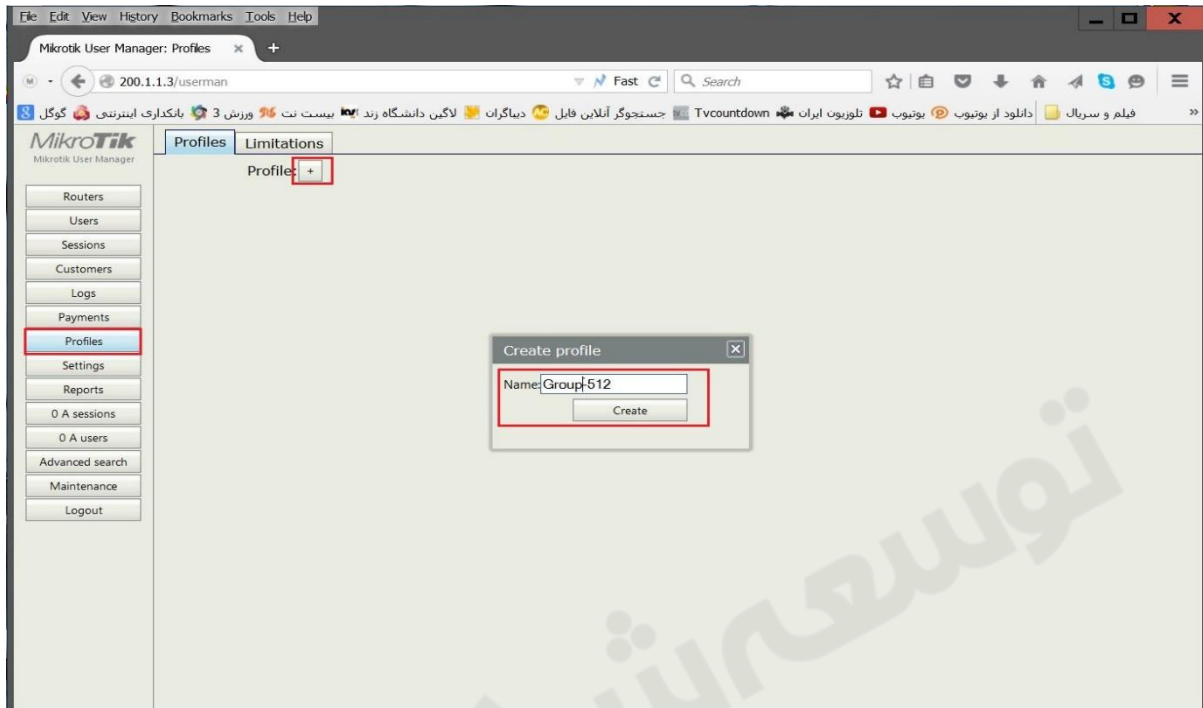 File Edit View History Bookmarks Tools Help
Mikrotik User Manager: Profiles × +
200.1.1.3/userman Fast Search
فیلم و سریال دانلود از یوتیوب یوتیوب تلوزیون ایران Tvcountdown جستجوگر آنلاین فایل دیباگران لاگین دانشگاه زند بیست نت ورزش 3 بانکداری اینترنتی گوگل »
MikroTik
Mikrotik User Manager
Profiles Limitations
Profile: +
Routers
Users
Sessions
Customers
Logs
Payments
Profiles
Settings
Reports
0 A sessions
0 A users
Advanced search
Maintenance
Logout
Create profile
Name: Group-512
Create